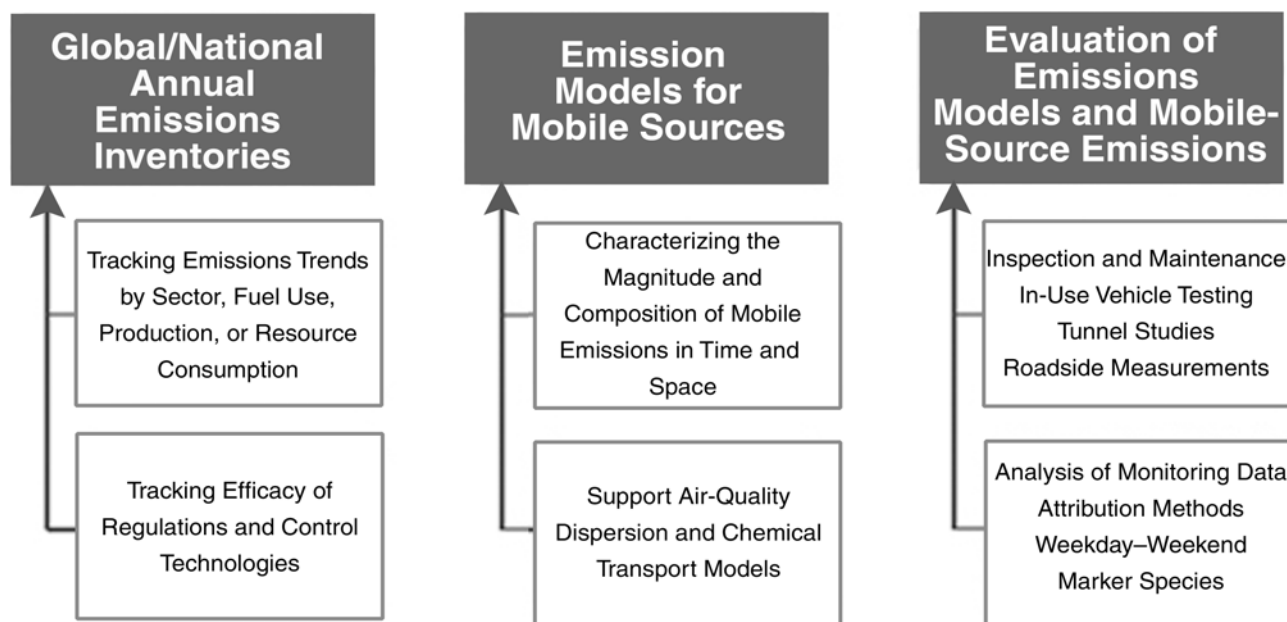 Global/National
Annual
Emissions
Inventories
Tracking Emissions Trends
by Sector, Fuel Use,
Production, or Resource
Consumption
Tracking Efficacy of
Regulations and Control
Technologies
Emission
Models for
Mobile Sources
Characterizing the
Magnitude and
Composition of Mobile
Emissions in Time and
Space
Support Air-Quality
Dispersion and Chemical
Transport Models
Evaluation of
Emissions
Models and Mobile-
Source Emissions
Inspection and Maintenance
In-Use Vehicle Testing
Tunnel Studies
Roadside Measurements
Analysis of Monitoring Data
Attribution Methods
Weekday–Weekend
Marker Species